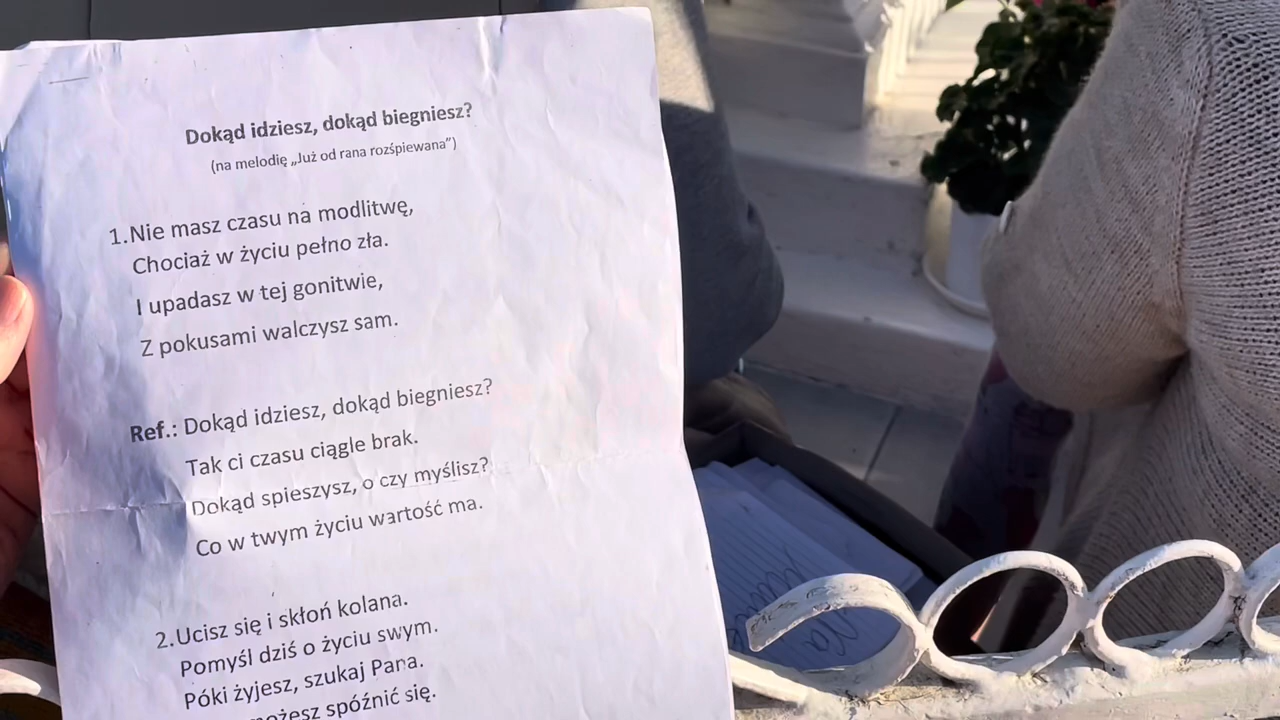 Dokąd idziesz, dokąd biegniesz?
(na melodię „Już od rana rozśpiewana")
1.Nie masz czasu na modlitwę,
Chociaż w życiu pełno zła.
I upadasz w tej gonitwie,
Z pokusami walczysz sam.
Ref.: Dokąd idziesz, dokąd biegniesz?
Tak ci czasu ciągle brak.
Dokąd spieszysz, o czy myślisz?
Co w twym życiu wartość ma.
2.Ucisz się i skłoń kolana.
Pomyśl dziś o życiu swym.
Póki żyjesz, szukaj Pana.
możesz spóźnić się.